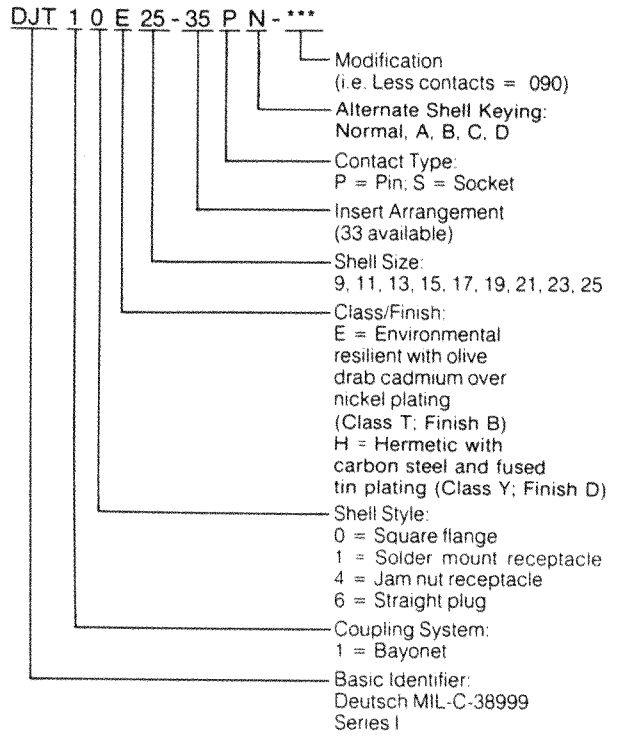 DJT 1 0 E 25 - 35 P N - ***
Modification
(i.e. Less contacts = 090)
Alternate Shell Keying:
Normal, A, B, C, D
Contact Type:
P = Pin; S = Socket
Insert Arrangement
(33 available)
Shell Size:
9, 11, 13, 15, 17, 19, 21, 23, 25
Class/Finish:
E = Environmental
resilient with olive
drab cadmium over
nickel plating
(Class T; Finish B)
H = Hermetic with
carbon steel and fused
tin plating (Class Y; Finish D)
Shell Style:
0 = Square flange
1 = Solder mount receptacle
4 = Jam nut receptacle
6 = Straight plug
Coupling System:
1 = Bayonet
Basic Identifier:
Deutsch MIL-C-38999
Series I